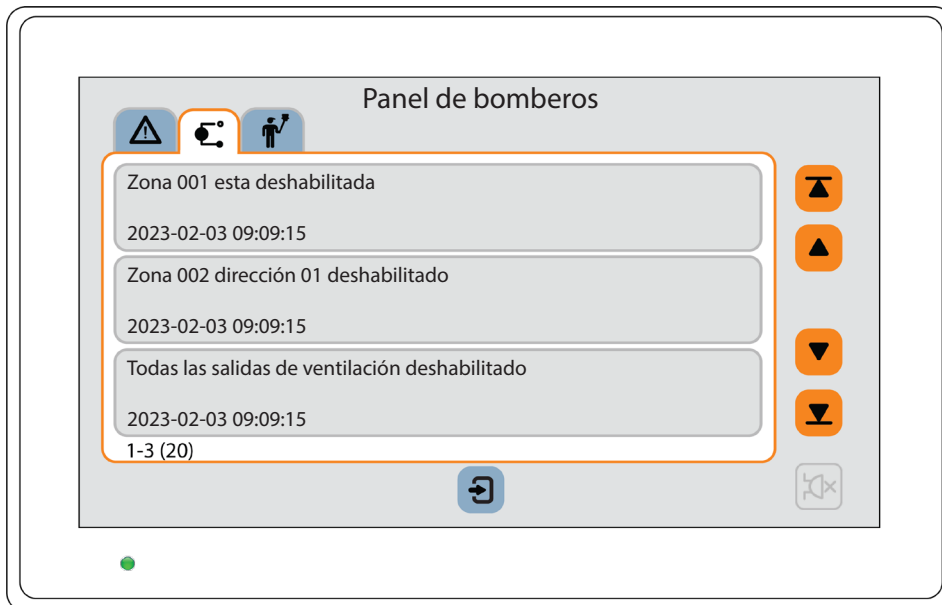 Panel de bomberos
Zona 001 esta deshabilitada
2023-02-03 09:09:15
Zona 002 dirección 01 deshabilitado
2023-02-03 09:09:15
Todas las salidas de ventilación deshabilitado
2023-02-03 09:09:15
1-3 (20)